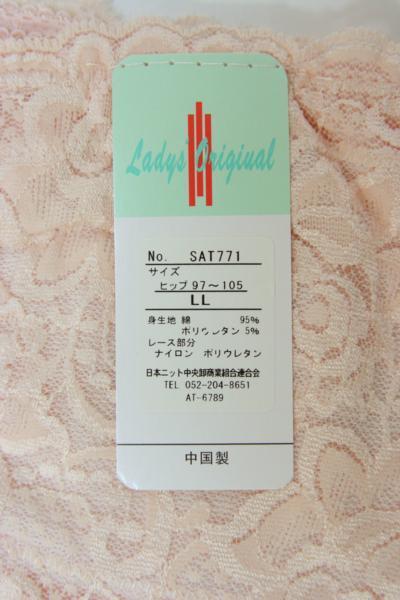 Ladys' Original
No. SAT771
サイズ
ヒップ 97～105
LL
身生地 綿 95%
ポリウレタン 5%
レース部分
ナイロン ポリウレタン
日本ニット中央卸商業組合連合会
TEL 052-204-8651
AT-6789
中国製